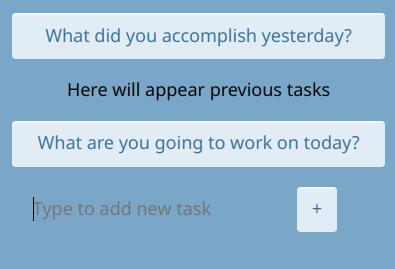 What did you accomplish yesterday?
Here will appear previous tasks
What are you going to work on today?
Type to add new task
+